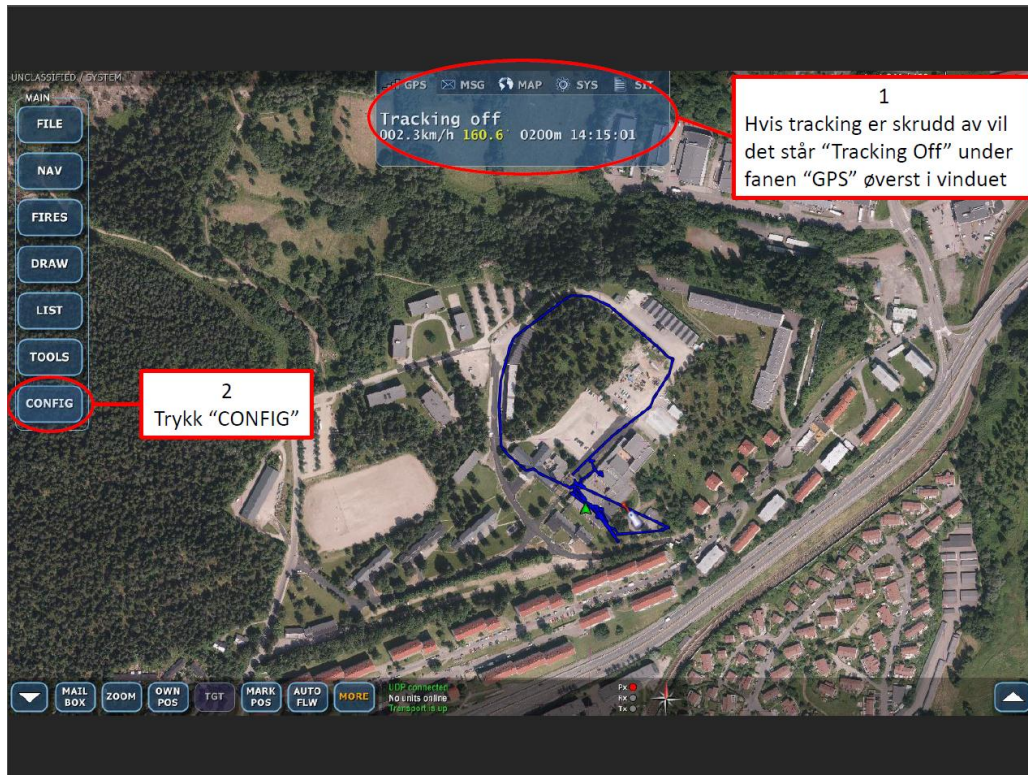 UNCLASSIFIED / SYSTEM
MAIN
FILE
NAV
FIRES
DRAW
LIST
TOOLS
CONFIG
GPS MSG MAP SYS SIT
Tracking off
002.3km/h 160.6 0200m 14:15:01
1
Hvis tracking er skrudd av vil
det står “Tracking Off” under
fanen “GPS” øverst i vinduet
2
Trykk “CONFIG”
MAIL
BOX
ZOOM
OWN
POS
TGT
MARK
POS
AUTO
FLW
MORE
UDP connected
No units online
Transport is up
Px
Rx
Tx